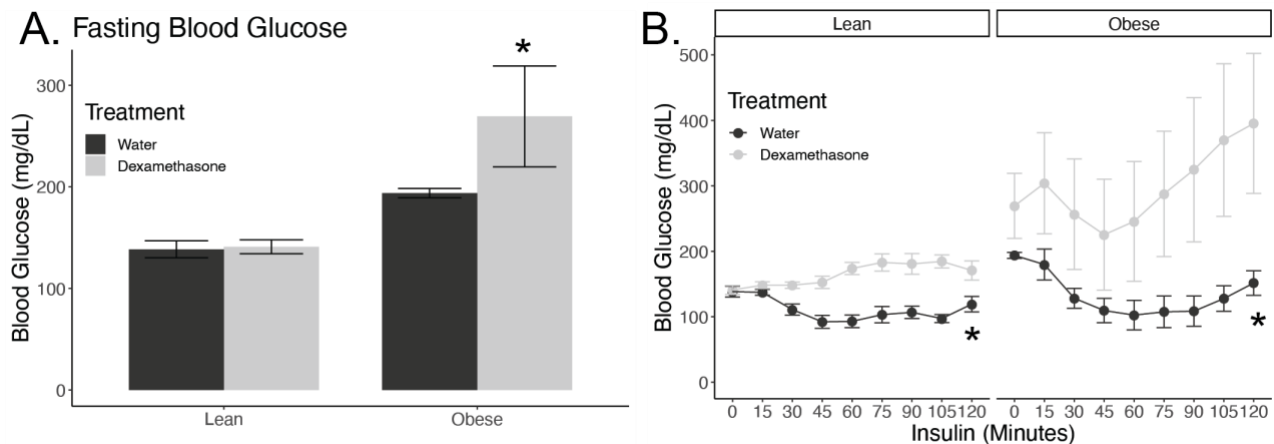 A. Fasting Blood Glucose
*
Blood Glucose (mg/dL)
300
200
100
0
Treatment
Water
Dexamethasone
Lean Obese
B.
Lean Obese
Blood Glucose (mg/dL)
500
400
300
200
100
0
Treatment
Water
Dexamethasone
* *
0 15 30 45 60 75 90 105 120 0 15 30 45 60 75 90 105 120
Insulin (Minutes)